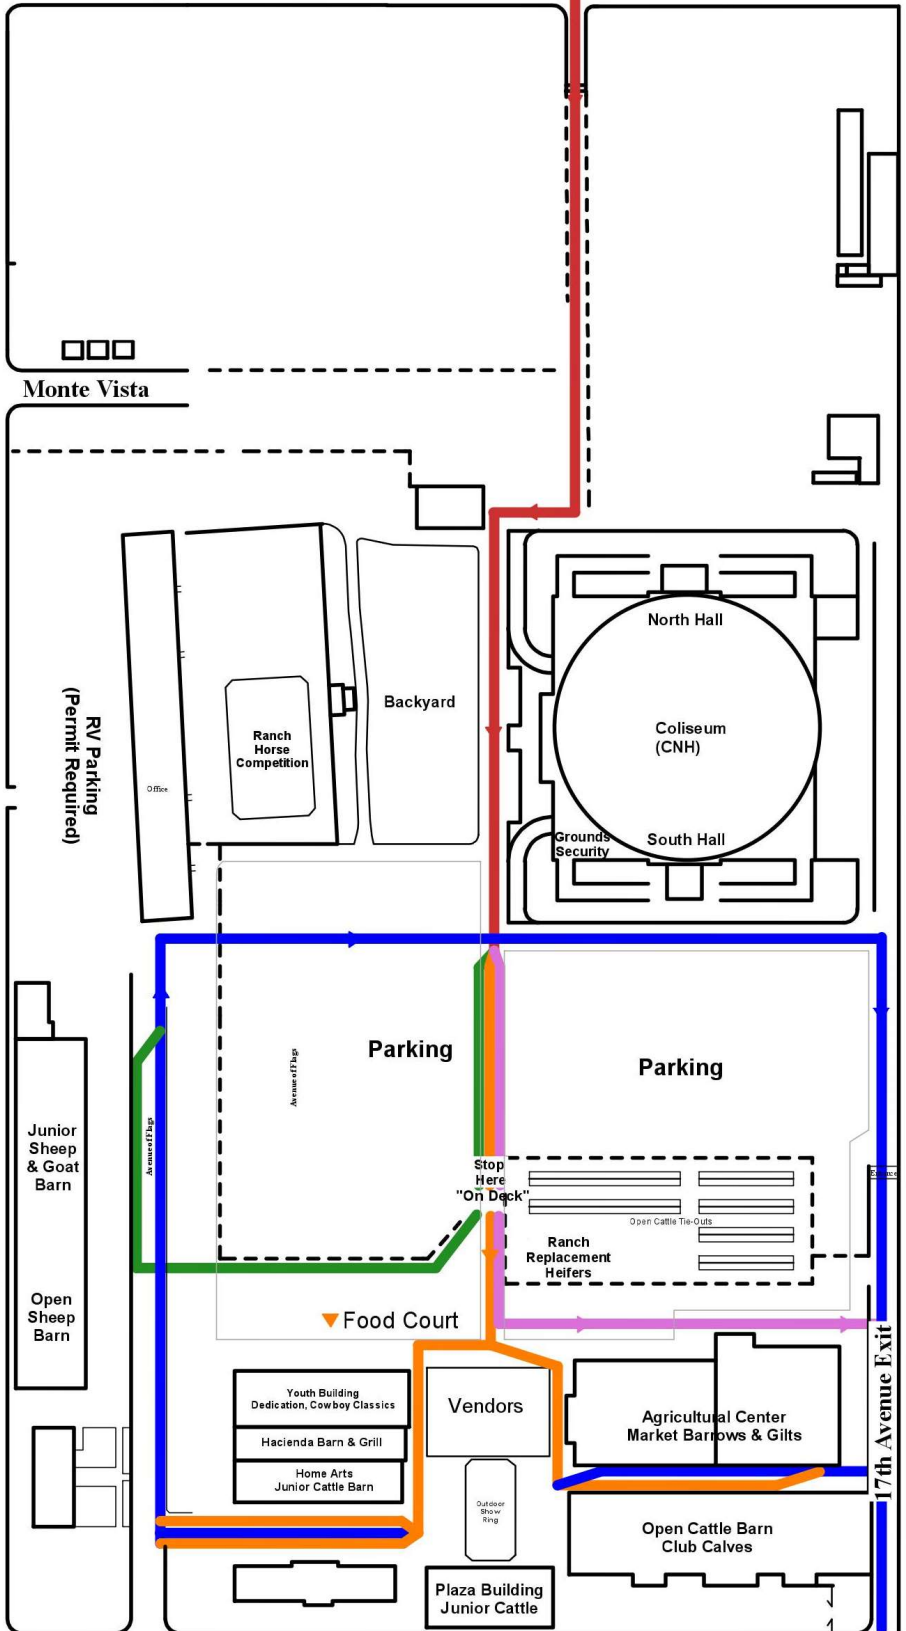 Monte Vista
North Hall
Coliseum
(CNH)
South Hall
Grounds
Security
Backyard
Ranch
Horse
Competition
Office
RV Parking
(Permit Required)
Parking
Parking
Avenue of Flags
Avenue of Flags
Junior
Sheep
& Goat
Barn
Open
Sheep
Barn
Stop
Here
"On Deck"
Open Cattle Tie-Outs
Ranch
Replacement
Heifers
Entrance
Food Court
Youth Building
Dedication, Cowboy Classics
Hacienda Barn & Grill
Home Arts
Junior Cattle Barn
Vendors
Outdoor
Show
Ring
Agricultural Center
Market Barrows & Gilts
17th Avenue Exit
Open Cattle Barn
Club Calves
Plaza Building
Junior Cattle